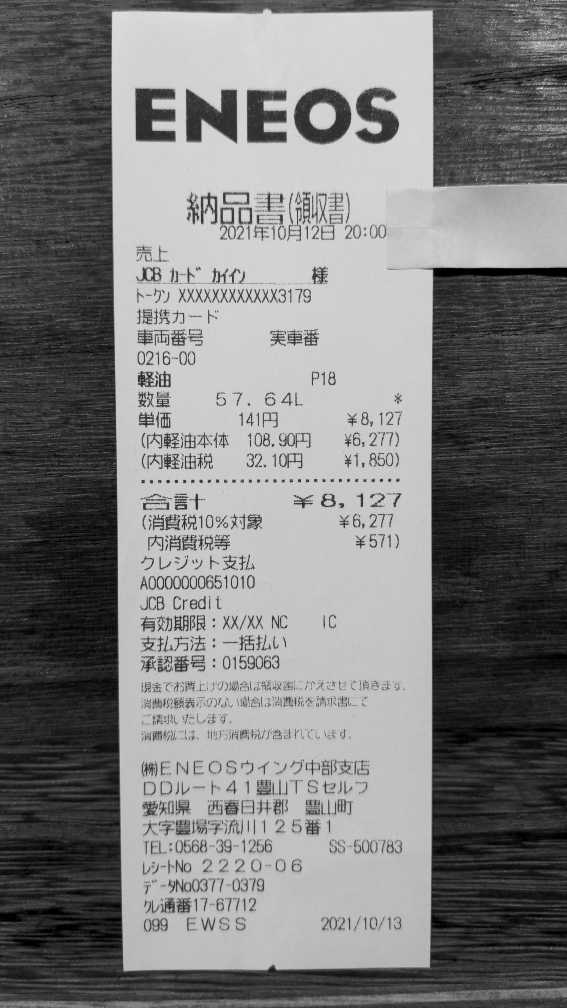 ENEOS
納品書(領収書)
2021年10月12日 20:00
売上
JCB ｶｰﾄﾞ ｶｲｲﾝ 様
ﾄｰｸﾝ XXXXXXXXXXXX3179
提携カード
車両番号 実車番
0216-00
軽油 P18
数量 57.64L *
単価 141円 ¥8,127
(内軽油本体 108.90円 ¥6,277)
(内軽油税 32.10円 ¥1,850)
合計 ¥8,127
(消費税10%対象 ¥6,277
内消費税等 ¥571)
クレジット支払
A0000000651010
JCB Credit
有効期限：XX/XX NC IC
支払方法：一括払い
承認番号：0159063
現金でお買上げの場合は領収書にかえさせて頂きます。
消費税額表示のない場合は消費税を請求書にて
ご請求いたします。
消費税には、地方消費税が含まれています。
㈱ＥＮＥＯＳウイング中部支店
ＤＤルート４１豊山ＴＳセルフ
愛知県 西春日井郡 豊山町
大字豊場字流川１２５番１
TEL:0568-39-1256 SS-500783
ﾚｼｰﾄNo ２２２０-０６
ﾃﾞｰﾀNo0377-0379
ｸﾚ通番17-67712
099 ＥＷＳＳ 2021/10/13